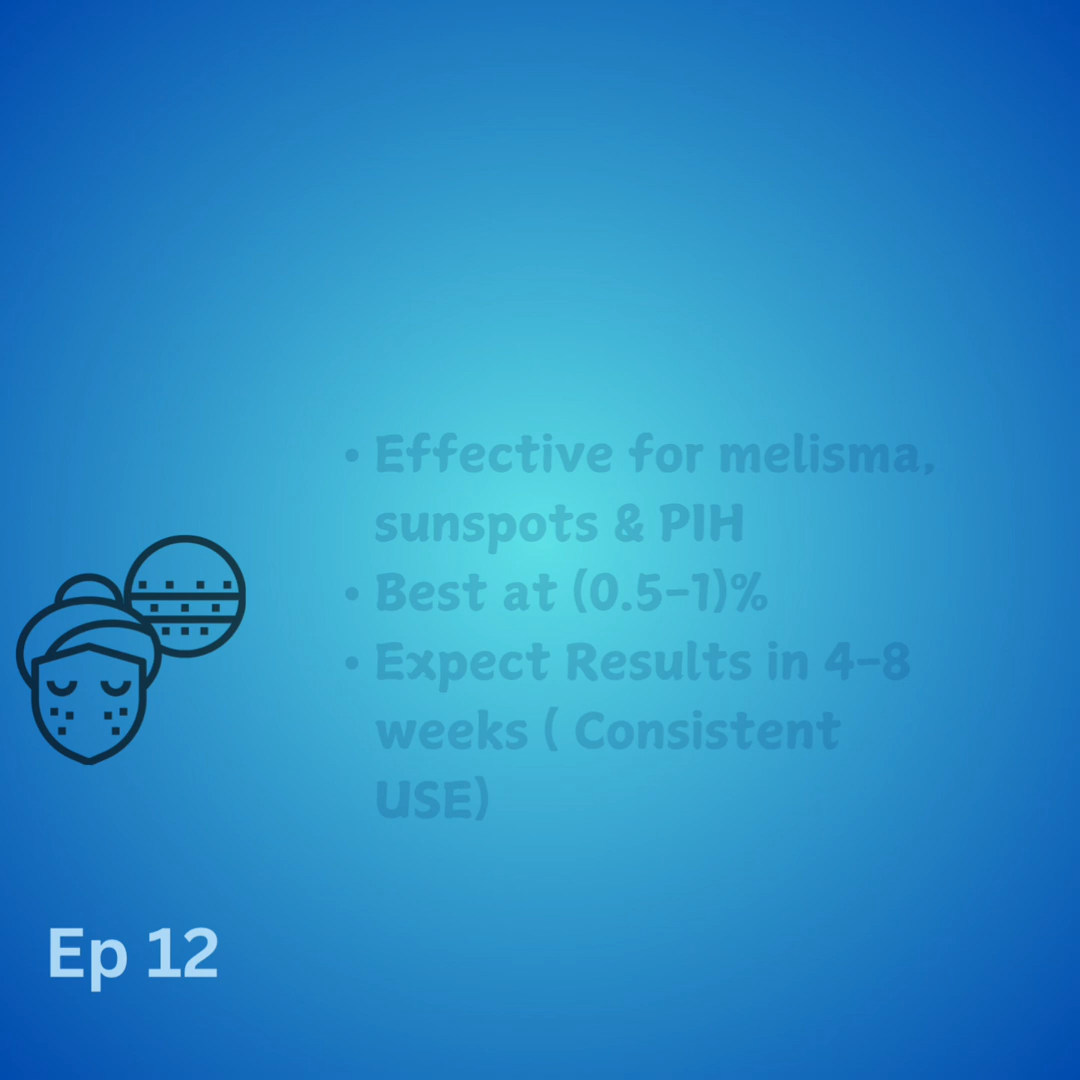 • Effective for melisma,
sunspots & PIH
• Best at (0.5-1)%
• Expect Results in 4-8
weeks ( Consistent
USE)
Ep 12